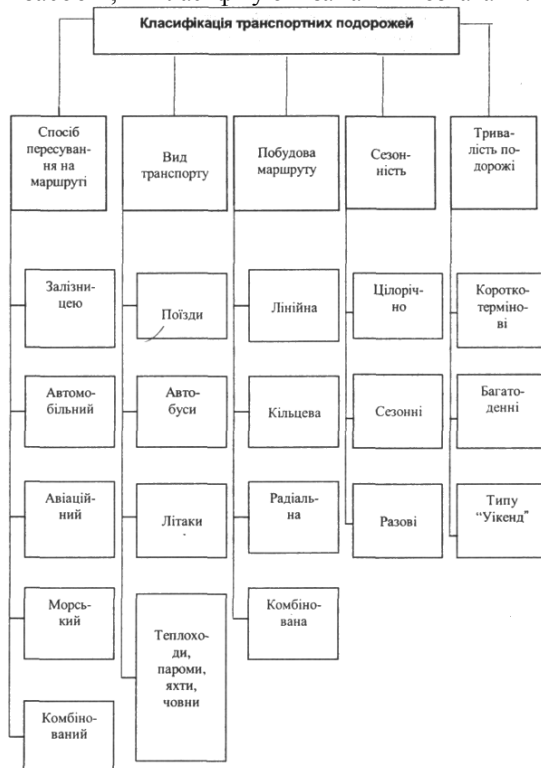 Класифікація транспортних подорожей
Спосіб
пересуван-
ня на
маршруті
Вид
транспорту
Побудова
маршруту
Сезон-
ність
Трива-
лість по-
дорожі
Залізни-
цею
Поїзди
Лінійна
Цілоріч-
но
Коротко-
терміно-
ві
Автомо-
більний
Авто-
буси
Кільцева
Сезонні
Багато-
денні
Авіацій-
ний
Літаки
Радіаль-
на
Разові
Типу
“Уікенд”
Морсь-
кий
Теплохо-
ди,
пароми,
яхти,
човни
Комбіно-
вана
Комбіно-
ваний